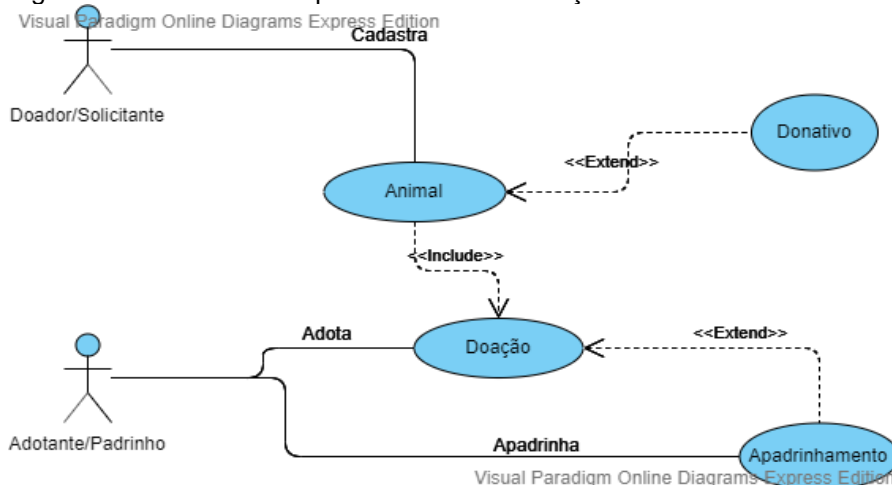 Visual Paradigm Online Diagrams Express Edition
Cadastra
Doador/Solicitante
Donativo
<<Extend>>
Animal
<<Include>>
Adota
Doação
<<Extend>>
Adotante/Padrinho
Apadrinha
Apadrinhamento
Visual Paradigm Online Diagrams Express Edition